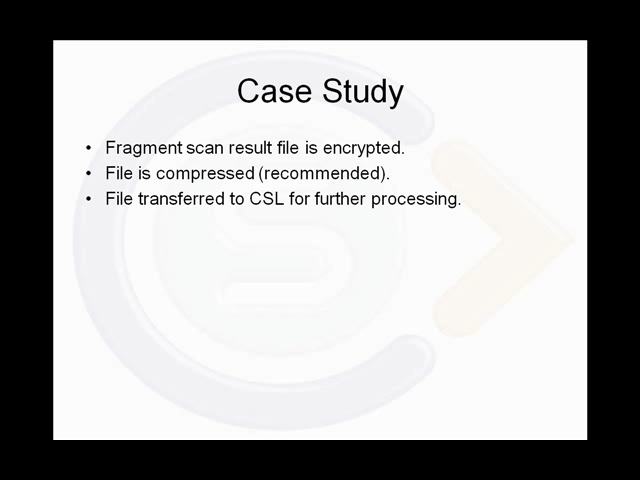 Case Study
• Fragment scan result file is encrypted.
• File is compressed (recommended).
• File transferred to CSL for further processing.